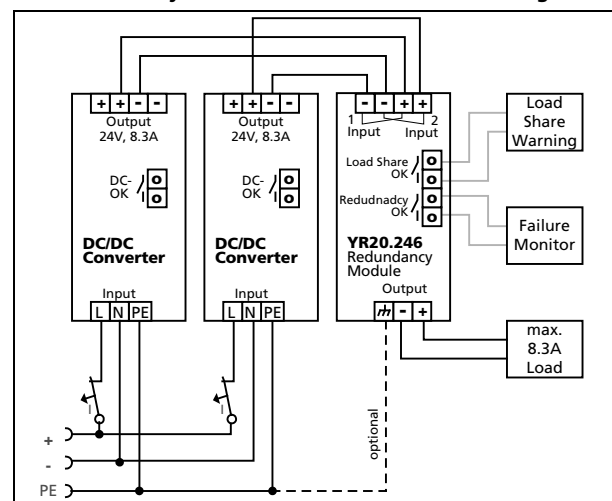 + + - -
Output
24V, 8.3A
DC-
OK
DC/DC
Converter
Input
L N PE
+ + - -
Output
24V, 8.3A
DC-
OK
DC/DC
Converter
Input
L N PE
- - + +
1 2
Input Input
Load Share
OK
Redudnadcy
OK
YR20.246
Redundancy
Module
Output
- +
Load
Share
Warning
Failure
Monitor
max.
8.3A
Load
I
I
optional
+
-
PE